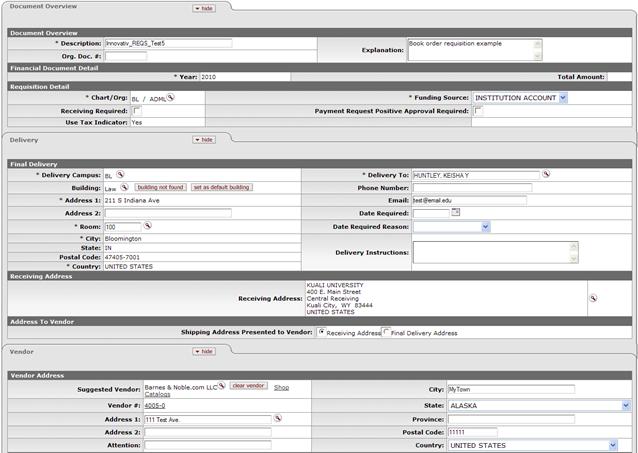 Document Overview hide
Document Overview
* Description: Innovativ_REQS_Test5 Explanation: Book order requisition example
Org. Doc. #:
Financial Document Detail
* Year: 2010 Total Amount:
Requisition Detail
* Chart/Org: BL / ADML * Funding Source: INSTITUTION ACCOUNT
Receiving Required: Payment Request Positive Approval Required:
Use Tax Indicator: Yes
Delivery hide
Final Delivery
* Delivery Campus: BL * Delivery To: HUNTLEY, KEISHA Y
Building: Law building not found set as default building Phone Number:
* Address 1: 211 S Indiana Ave Email: test@email.edu
Address 2: Date Required:
* Room: 100 Date Required Reason:
* City: Bloomington
State: IN Delivery Instructions:
Postal Code: 47405-7001
* Country: UNITED STATES
Receiving Address
Receiving Address: KUALI UNIVERSITY
400 E. Main Street
Central Receiving
Kuali City, WY 83444
UNITED STATES
Address To Vendor
Shipping Address Presented to Vendor: Receiving Address Final Delivery Address
Vendor hide
Vendor Address
Suggested Vendor: Barnes & Noble.com LLC clear vendor Shop City: MyTown
Catalogs
Vendor #: 4005-0 State: ALASKA
Address 1: 111 Test Ave. Province:
Address 2: Postal Code: 11111
Attention: Country: UNITED STATES